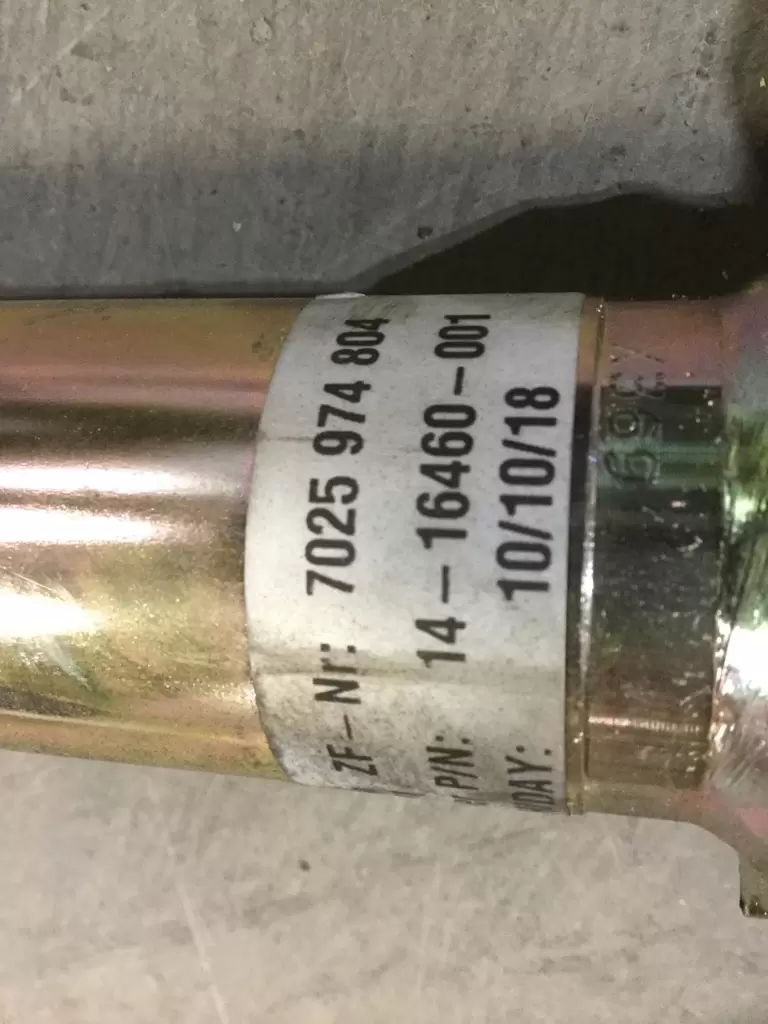 ZF-Nr: 7025 974 804
P/N: 14-16460-001
DAY: 10/10/18